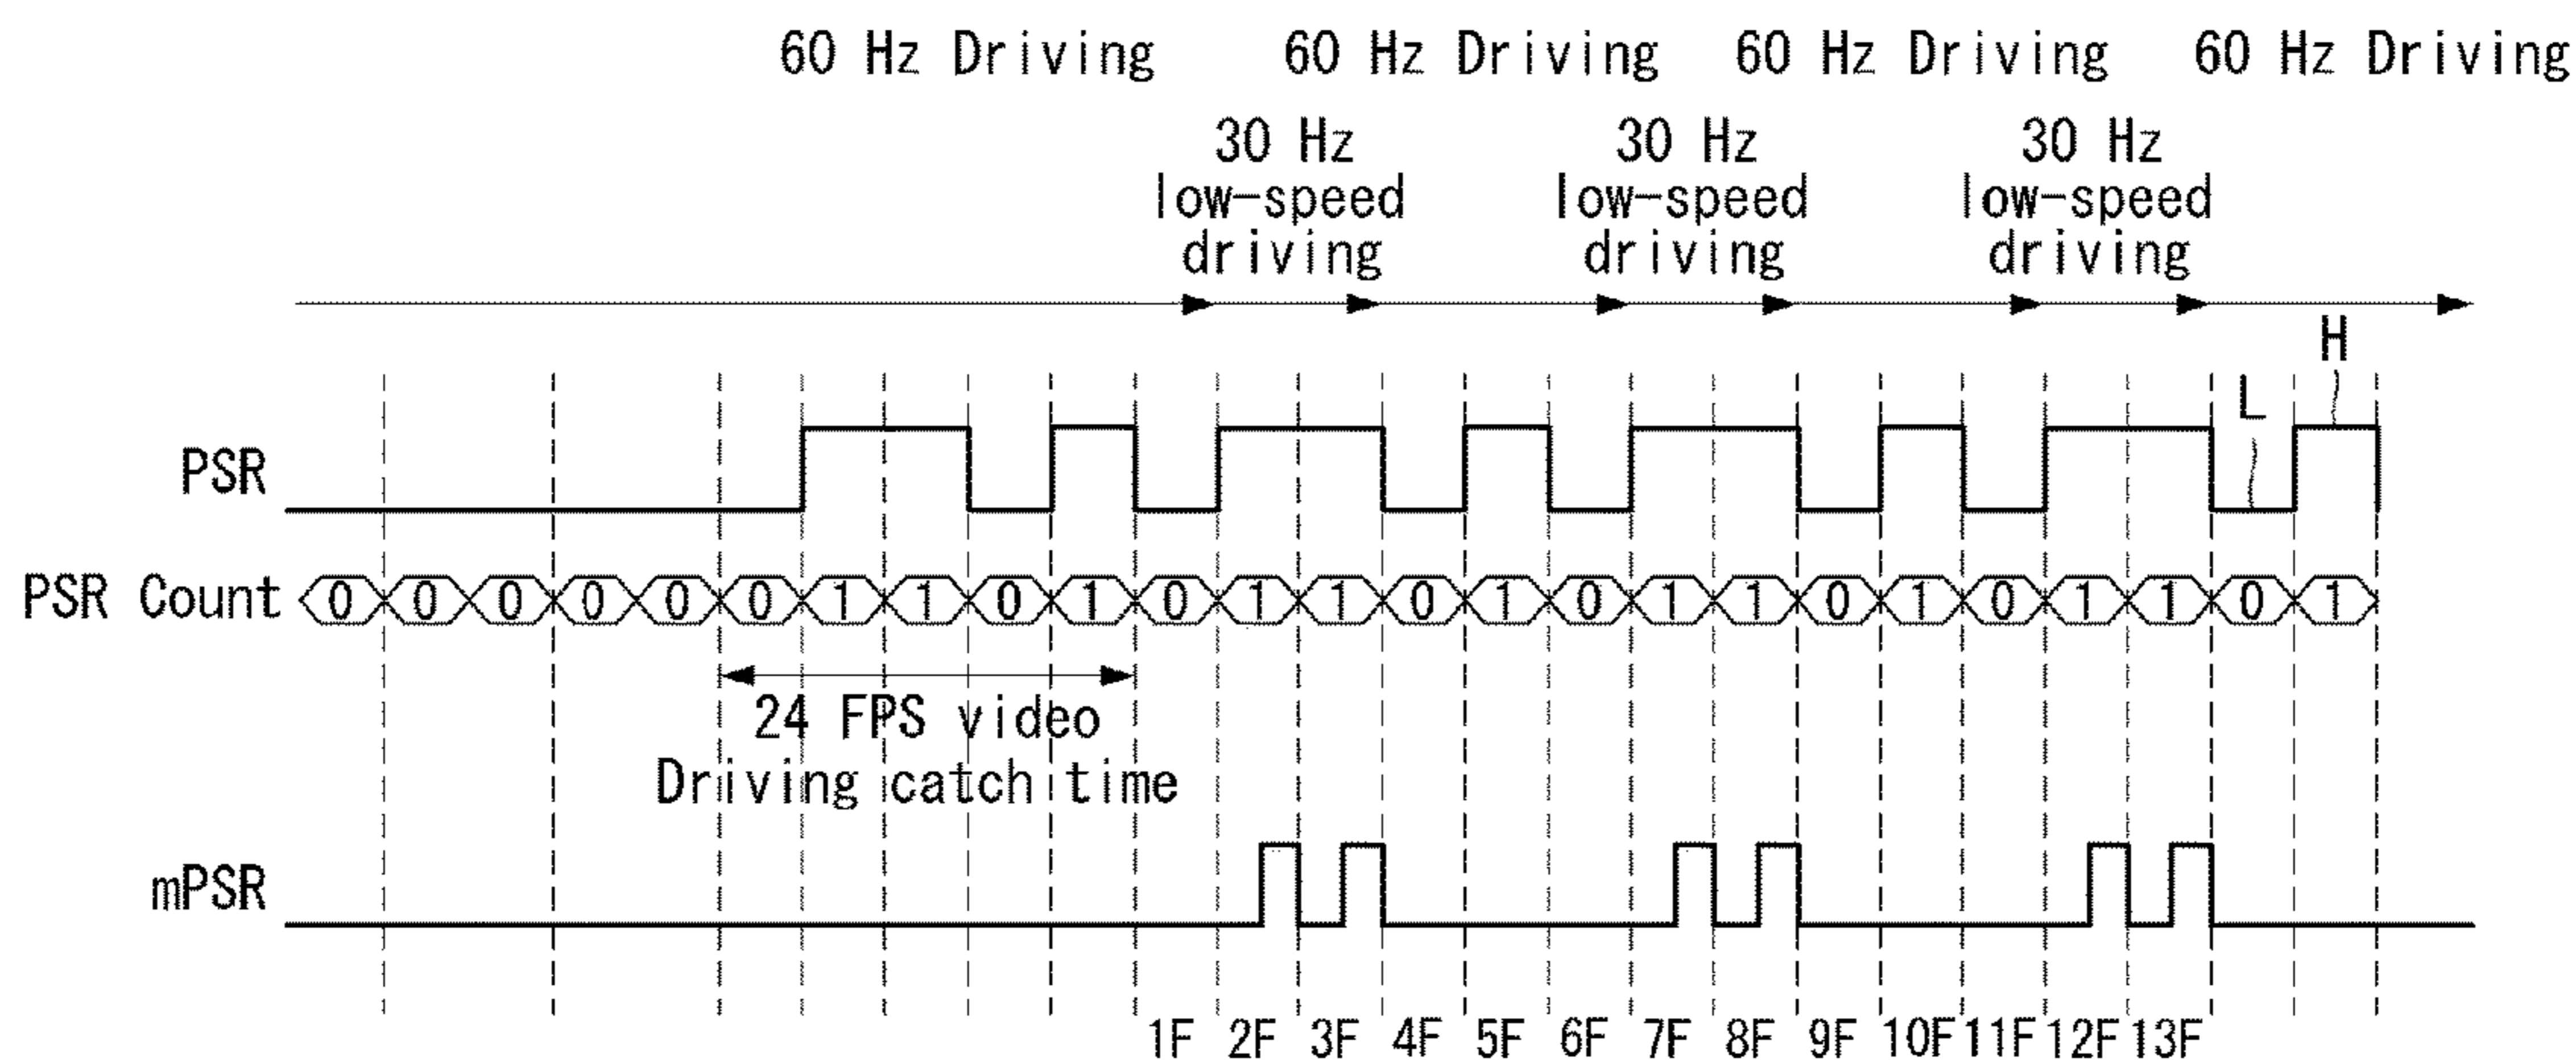 60 Hz Driving 60 Hz Driving 60 Hz Driving 60 Hz Driving
30 Hz 30 Hz 30 Hz
low-speed low-speed low-speed
driving driving driving
H
L
PSR
PSR Count 0 0 0 0 0 0 1 1 0 1 0 1 1 0 1 0 1 1 0 1 0 1 1 0 1
24 FPS video
Driving catch time
mPSR
1F 2F 3F 4F 5F 6F 7F 8F 9F 10F 11F 12F 13F